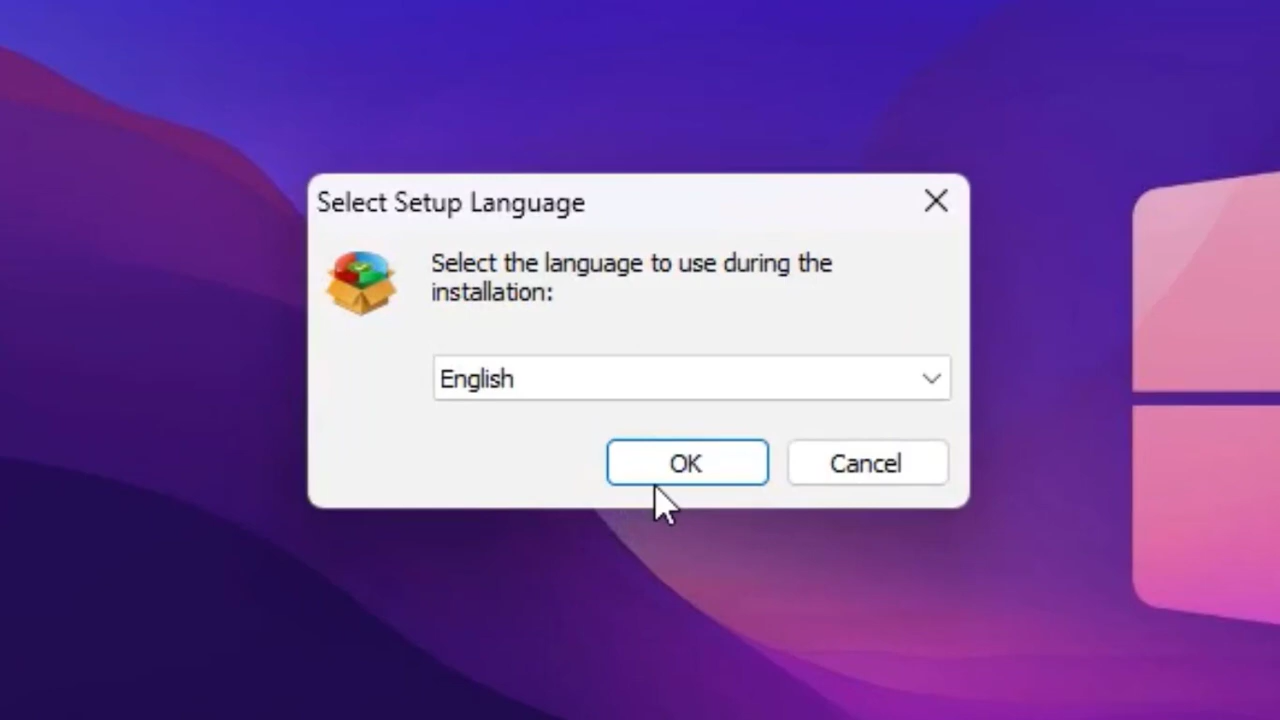 Select Setup Language
Select the language to use during the
installation:
English
OK
Cancel